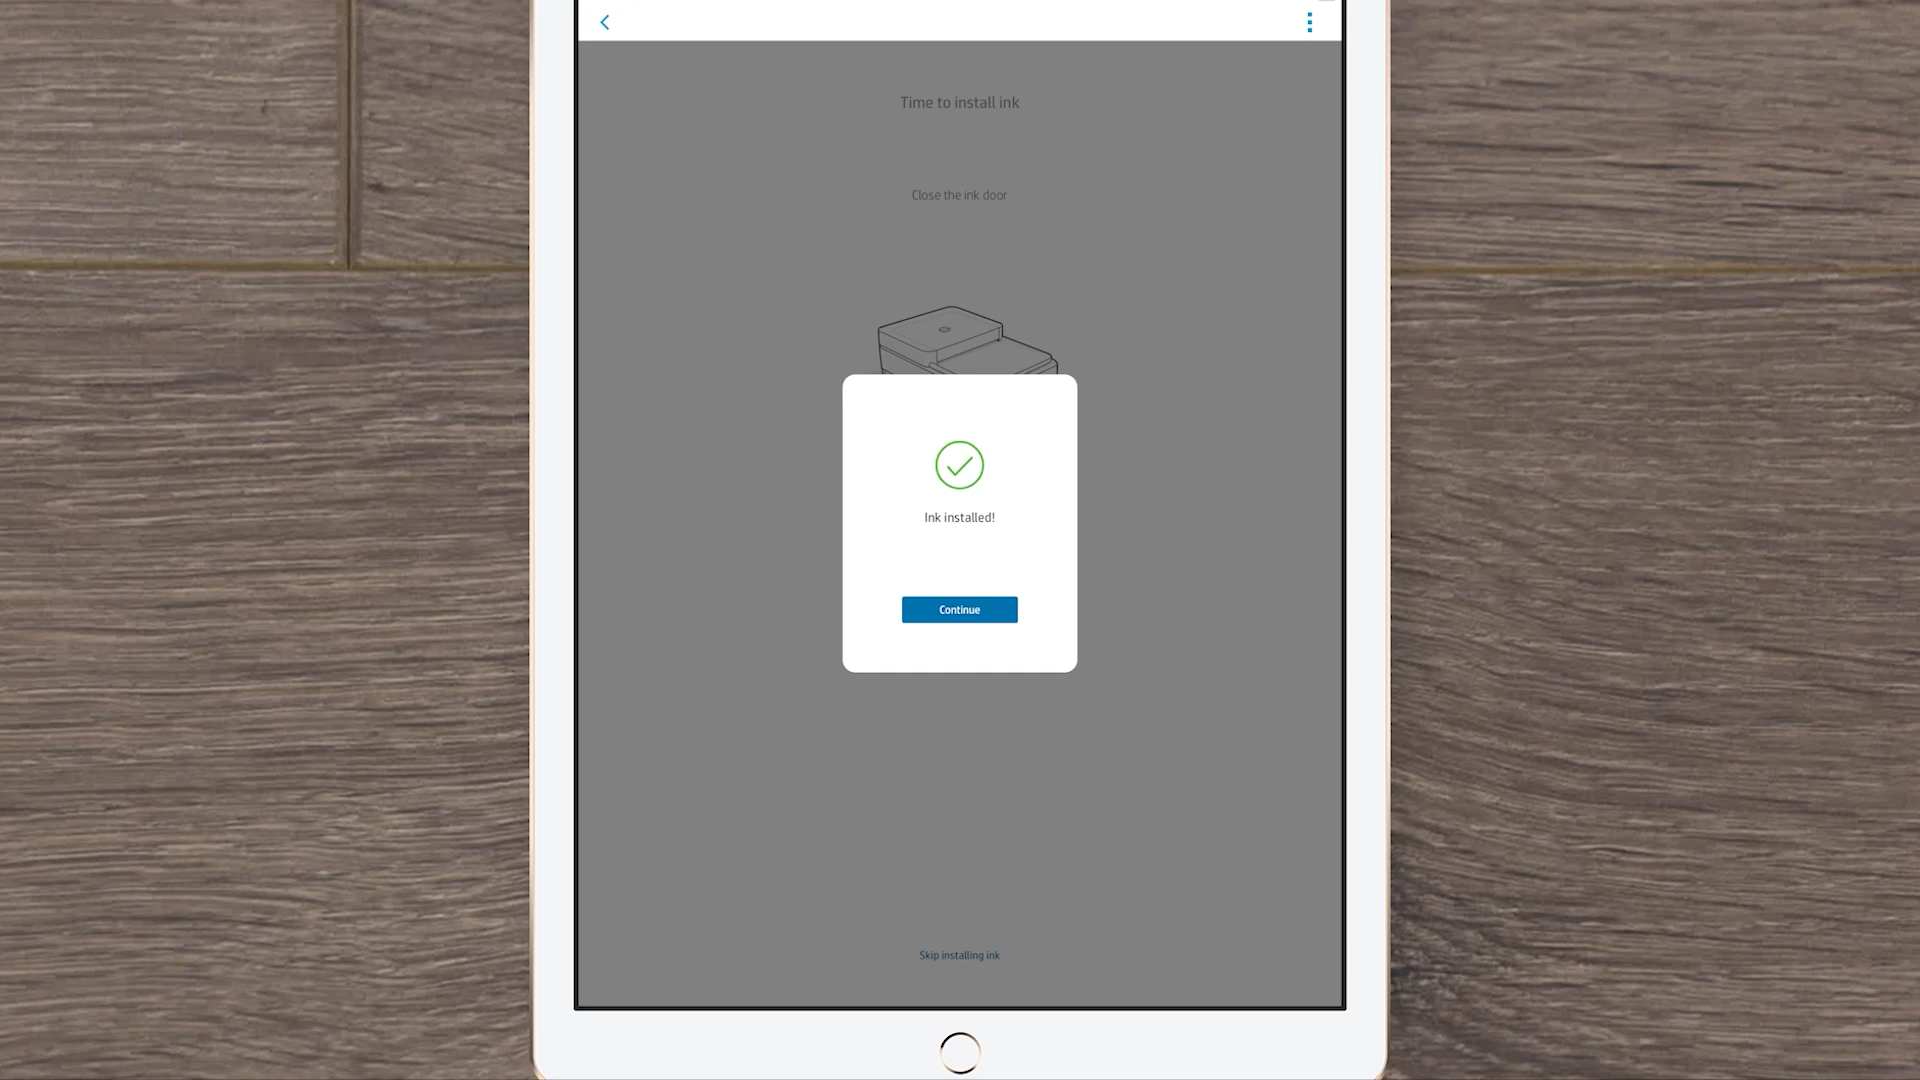 Time to install ink
Close the ink door
Ink installed!
Continue
Skip installing ink